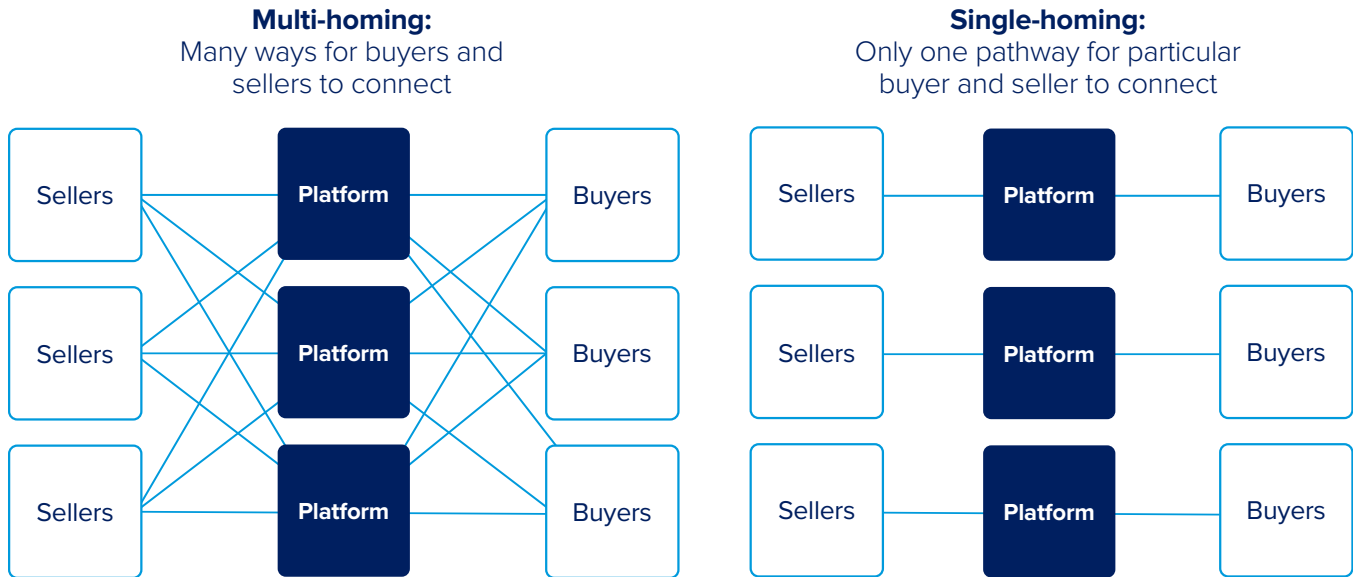 Multi-homing:
Many ways for buyers and
sellers to connect
Sellers
Platform
Buyers
Sellers
Platform
Buyers
Sellers
Platform
Buyers
Single-homing:
Only one pathway for particular
buyer and seller to connect
Sellers
Platform
Buyers
Sellers
Platform
Buyers
Sellers
Platform
Buyers